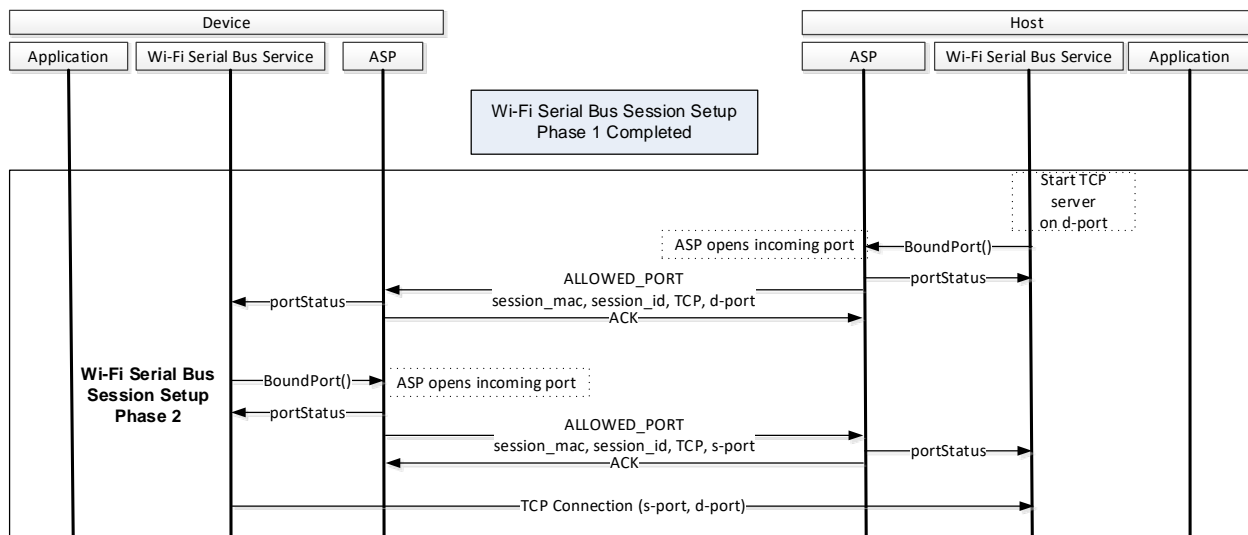 Device
Host
Application
Wi-Fi Serial Bus Service
ASP
ASP
Wi-Fi Serial Bus Service
Application
Wi-Fi Serial Bus Session Setup
Phase 1 Completed
Start TCP
server
on d-port
ASP opens incoming port
BoundPort()
portStatus
ALLOWED_PORT
session_mac, session_id, TCP, d-port
portStatus
ACK
Wi-Fi Serial Bus
Session Setup
Phase 2
BoundPort()
ASP opens incoming port
portStatus
ALLOWED_PORT
session_mac, session_id, TCP, s-port
portStatus
ACK
TCP Connection (s-port, d-port)